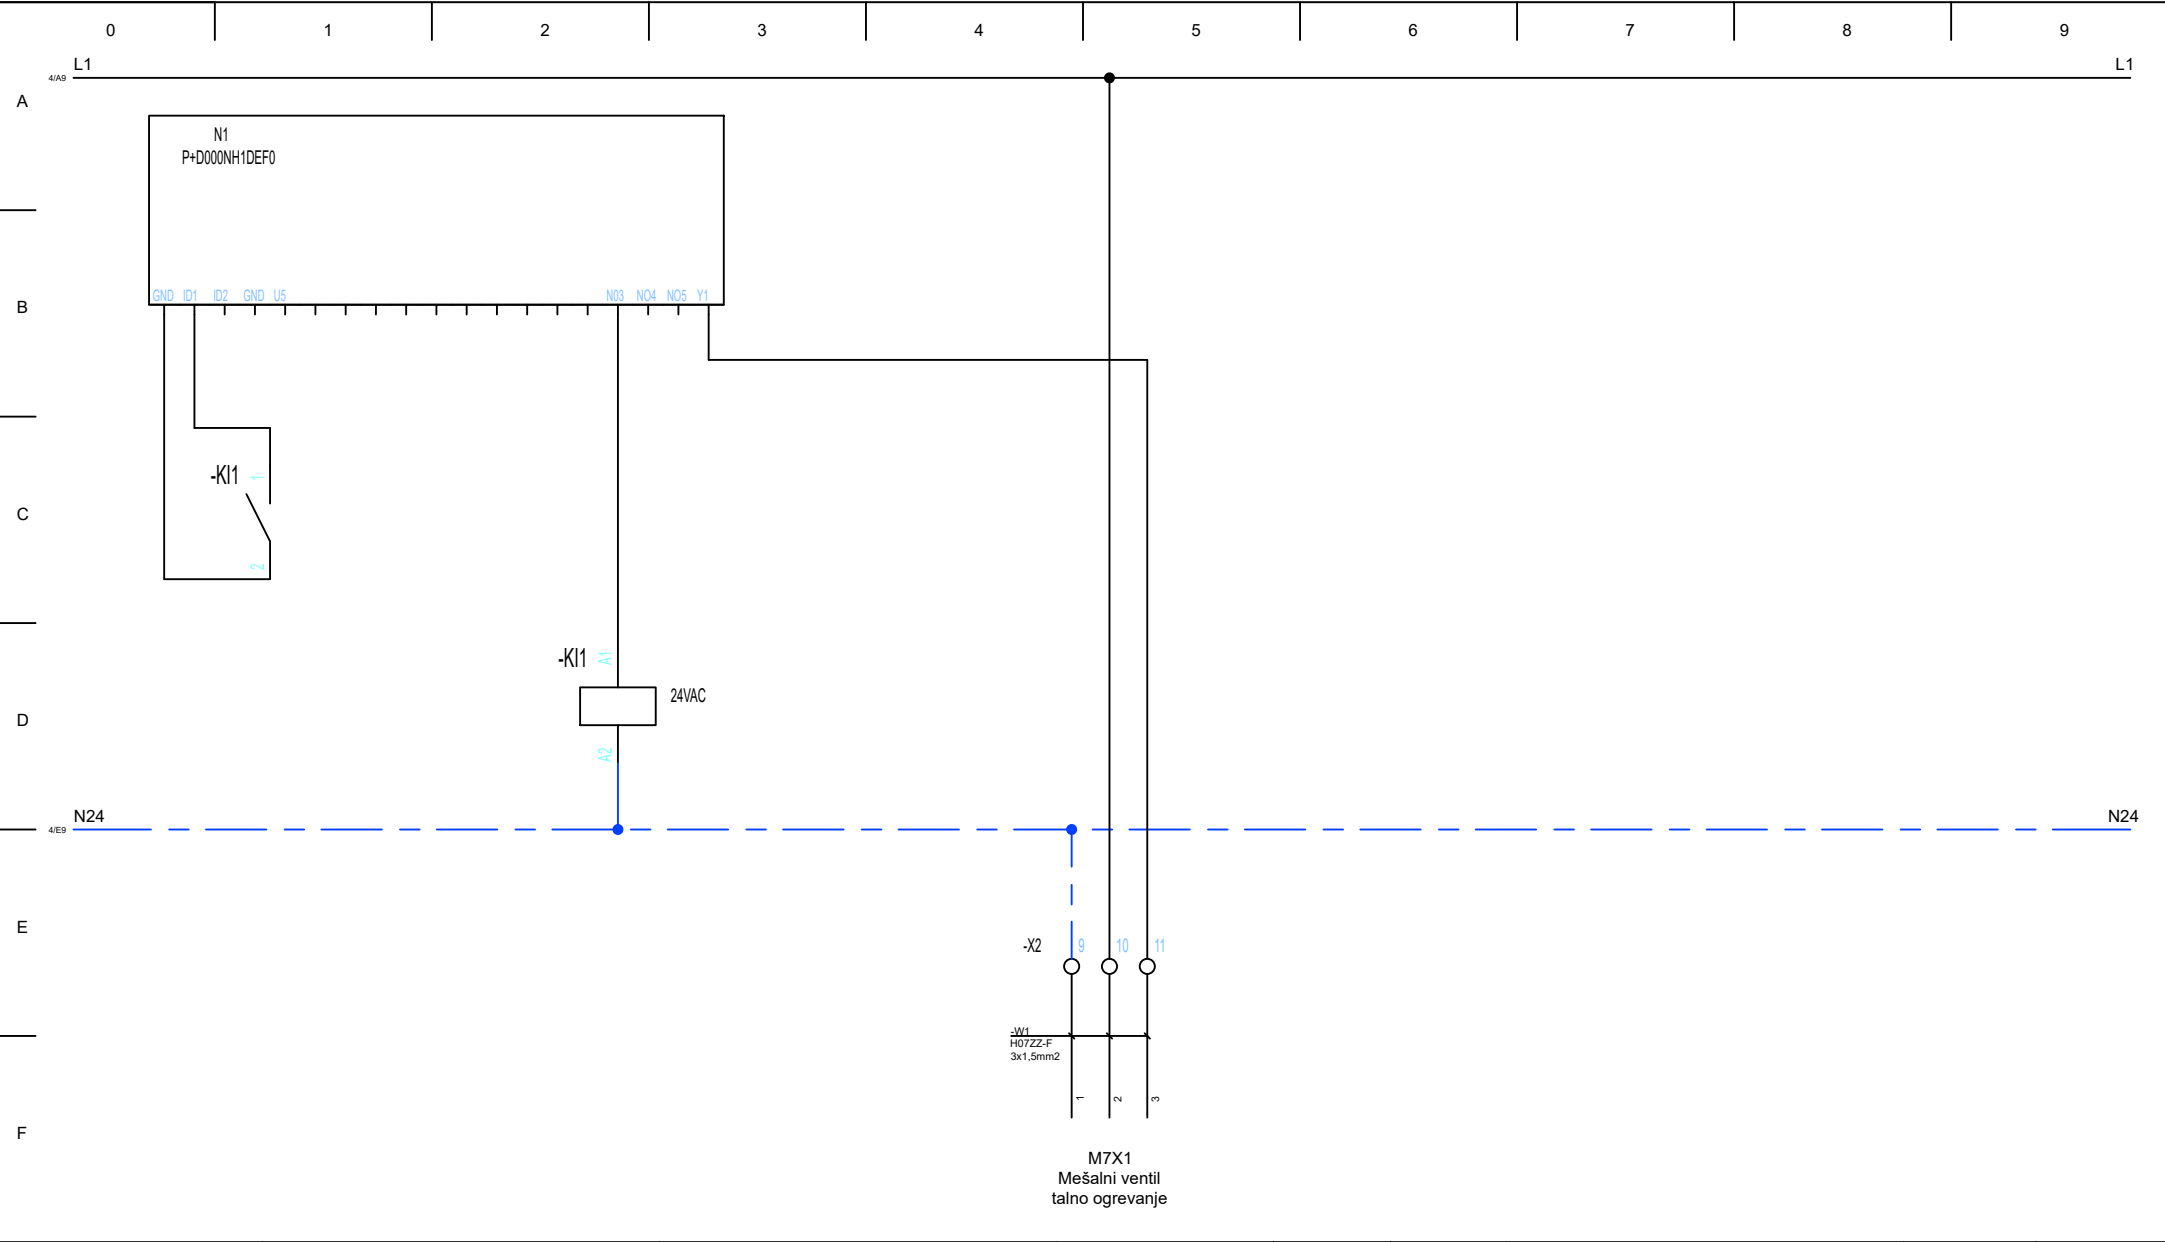 0 1 2 3 4 5 6 7 8 9
L1 L1
4/A9
A
N1
P+D000NH1DEF0
GND ID1 ID2 GND U5 N03 NO4 NO5 Y1
B
-KI1 1
C
2
-KI1 A1
24VAC
D
A2
N24 N24
4/E9
E
-X2 9 10 11
-W1
H07ZZ-F
3x1,5mm2
1 2 3
F
M7X1
Mešalni ventil
talno ogrevanje